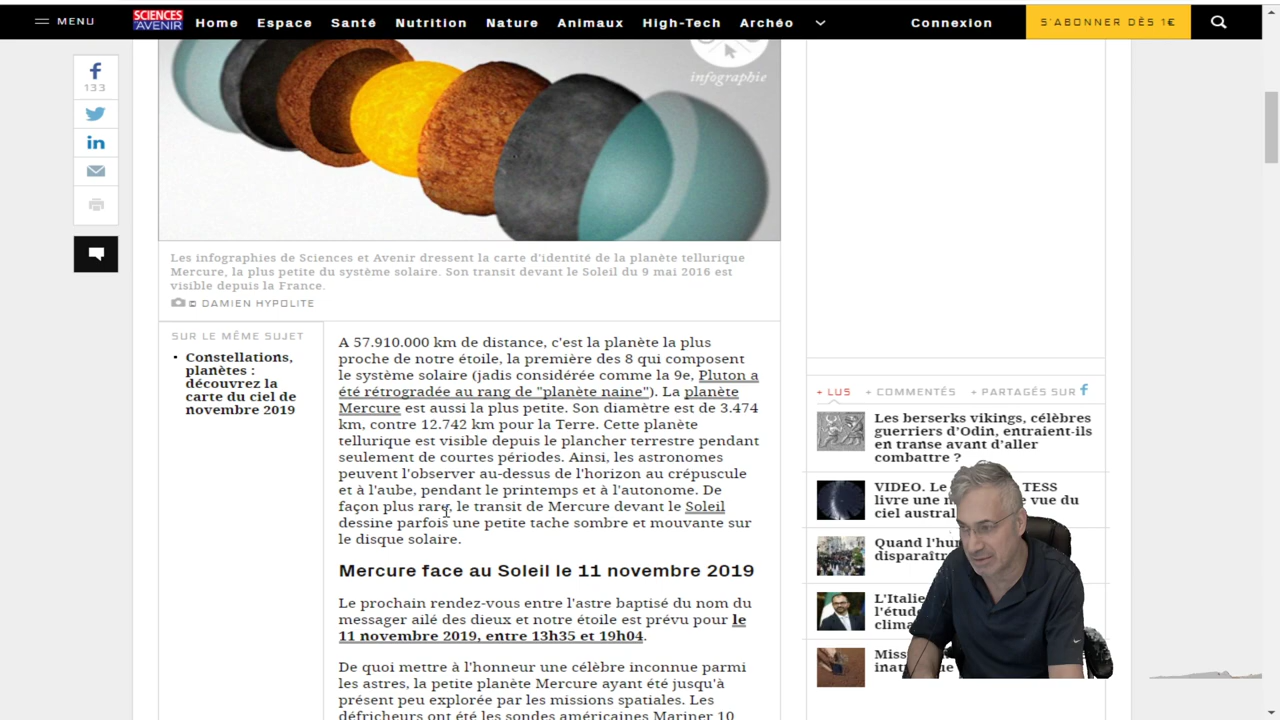 MENU
SCIENCES
AVENIR
Home
Espace
Santé
Nutrition
Nature
Animaux
High-Tech
Archéo
Connexion
S'ABONNER DÈS 1€
133
infographie
Les infographies de Sciences et Avenir dressent la carte d'identité de la planète tellurique
Mercure, la plus petite du système solaire. Son transit devant le Soleil du 9 mai 2016 est
visible depuis la France.
© DAMIEN HYPOLITE
SUR LE MÊME SUJET
• Constellations,
planètes :
découvrez la
carte du ciel de
novembre 2019
A 57.910.000 km de distance, c'est la planète la plus
proche de notre étoile, la première des 8 qui composent
le système solaire (jadis considérée comme la 9e, Pluton a
été rétrogradée au rang de "planète naine"). La planète
Mercure est aussi la plus petite. Son diamètre est de 3.474
km, contre 12.742 km pour la Terre. Cette planète
tellurique est visible depuis le plancher terrestre pendant
seulement de courtes périodes. Ainsi, les astronomes
peuvent l'observer au-dessus de l'horizon au crépuscule
et à l'aube, pendant le printemps et à l'automne. De
façon plus rare, le transit de Mercure devant le Soleil
dessine parfois une petite tache sombre et mouvante sur
le disque solaire.
Mercure face au Soleil le 11 novembre 2019
Le prochain rendez-vous entre l'astre baptisé du nom du
messager ailé des dieux et notre étoile est prévu pour le
11 novembre 2019, entre 13h35 et 19h04.
De quoi mettre à l'honneur une célèbre inconnue parmi
les astres, la petite planète Mercure ayant été jusqu'à
présent peu explorée par les missions spatiales. Les
défricheurs ont été les sondes américaines Mariner 10
+ LUS
+ COMMENTÉS
+ PARTAGÉS SUR f
Les berserks vikings, célèbres
guerriers d'Odin, entraient-ils
en transe avant d'aller
combattre ?
VIDEO. Le TESS
livre une vue du
ciel austral
Quand l'hum
disparaîtr
L'Italie
l'étude
clima
Miss
inat